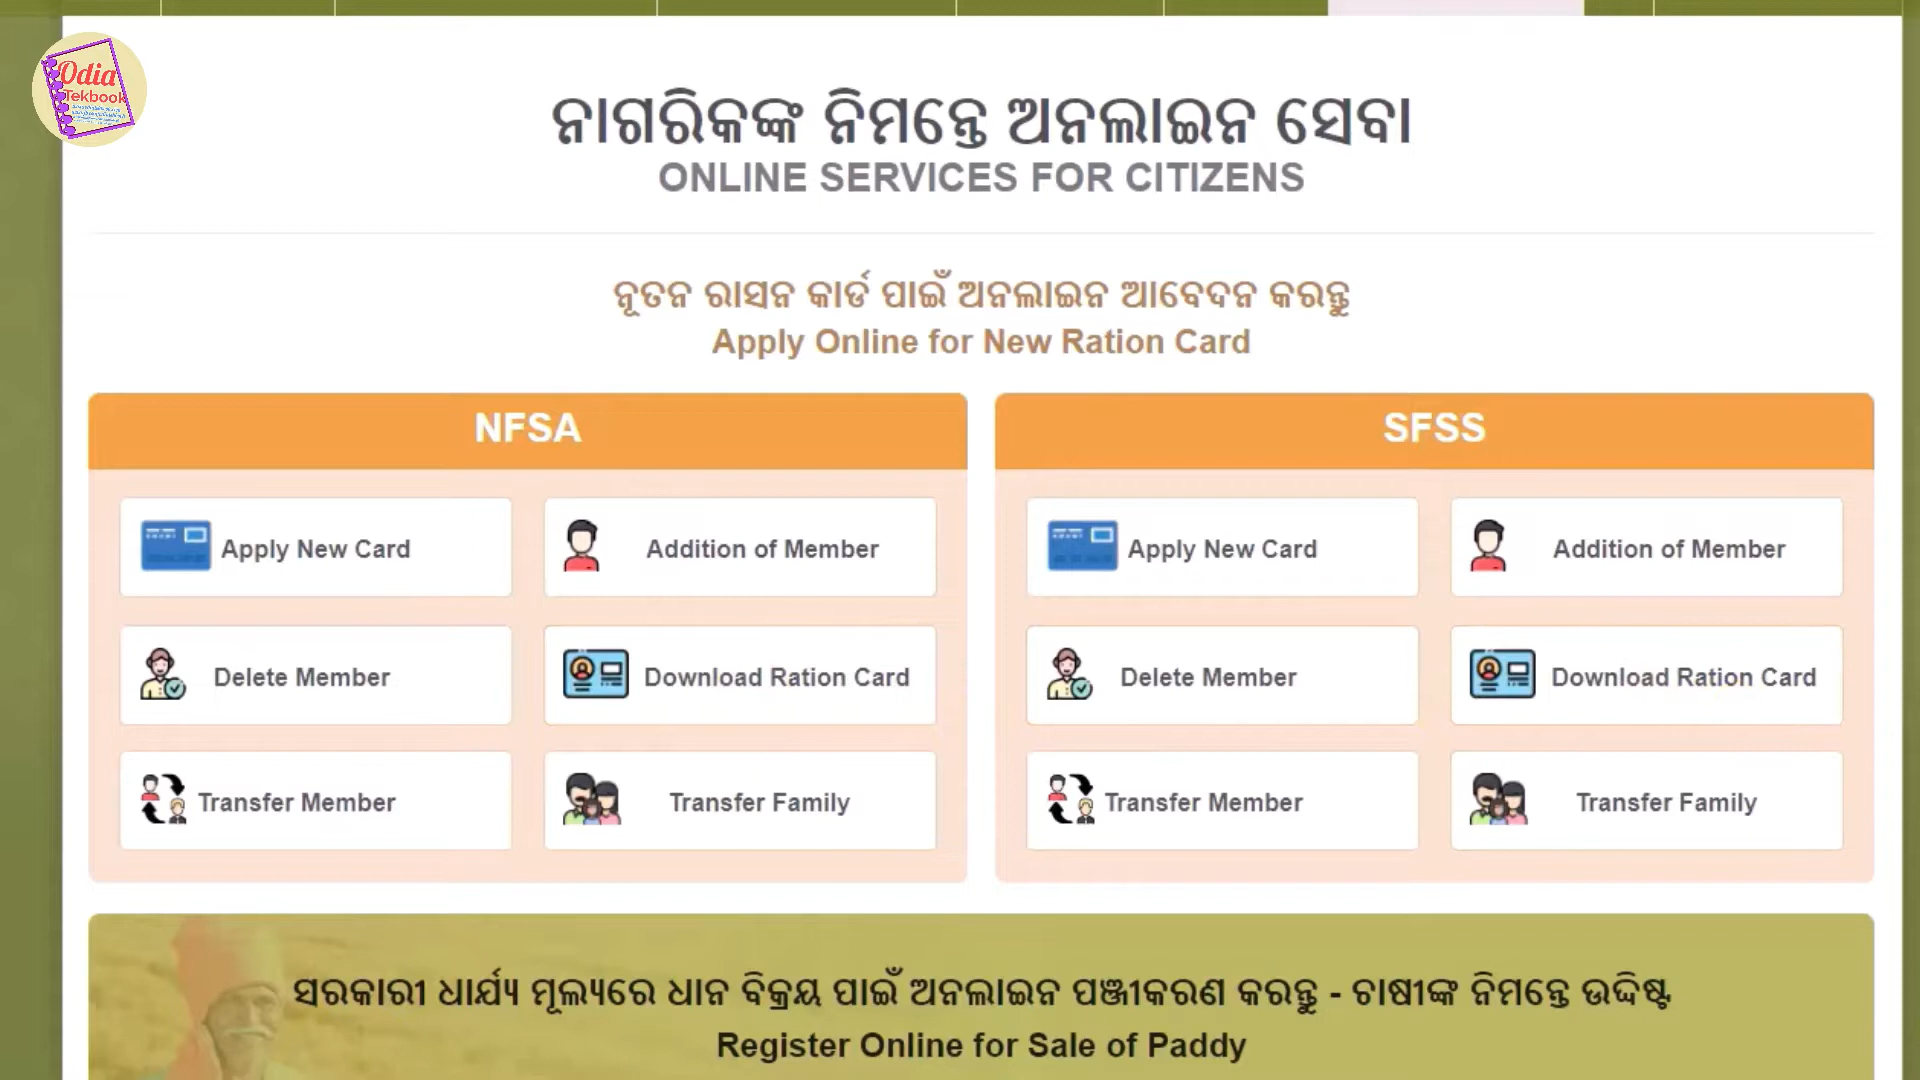 Odia
Tekbook
ନାଗରିକଙ୍କ ନିମନ୍ତେ ଅନଲାଇନ ସେବା
ONLINE SERVICES FOR CITIZENS
ନୂତନ ରାସନ କାର୍ଡ ପାଇଁ ଅନଲାଇନ ଆବେଦନ କରନ୍ତୁ
Apply Online for New Ration Card
NFSA
Apply New Card
Addition of Member
Delete Member
Download Ration Card
Transfer Member
Transfer Family
SFSS
Apply New Card
Addition of Member
Delete Member
Download Ration Card
Transfer Member
Transfer Family
ସରକାରୀ ଧାର୍ଯ୍ୟ ମୂଲ୍ୟରେ ଧାନ ବିକ୍ରୟ ପାଇଁ ଅନଲାଇନ ପଞ୍ଜୀକରଣ କରନ୍ତୁ - ଚାଷୀଙ୍କ ନିମନ୍ତେ ଉଦ୍ଦିଷ୍ଟ
Register Online for Sale of Paddy